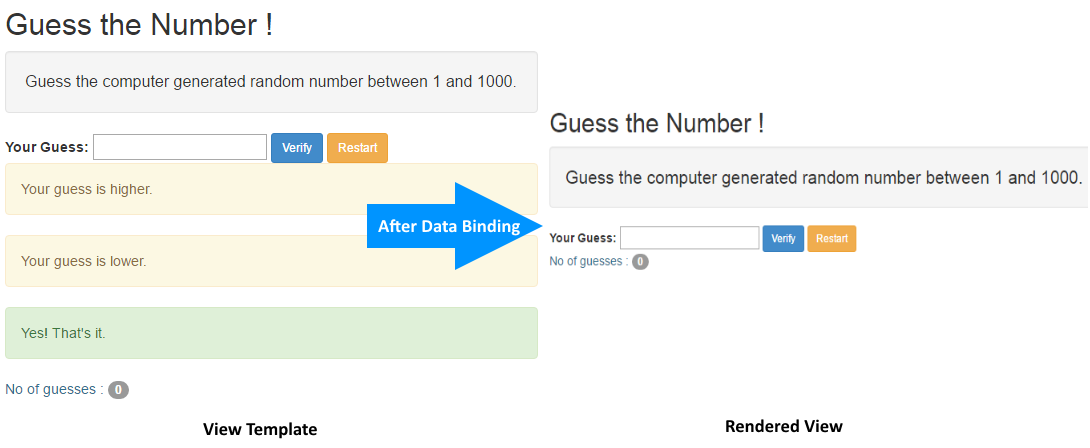 Guess the Number !
Guess the computer generated random number between 1 and 1000.
Your Guess: Verify Restart
Your guess is higher.
Your guess is lower.
Yes! That's it.
No of guesses : 0
View Template
After Data Binding
Guess the Number !
Guess the computer generated random number between 1 and 1000.
Your Guess: Verify Restart
No of guesses : 0
Rendered View